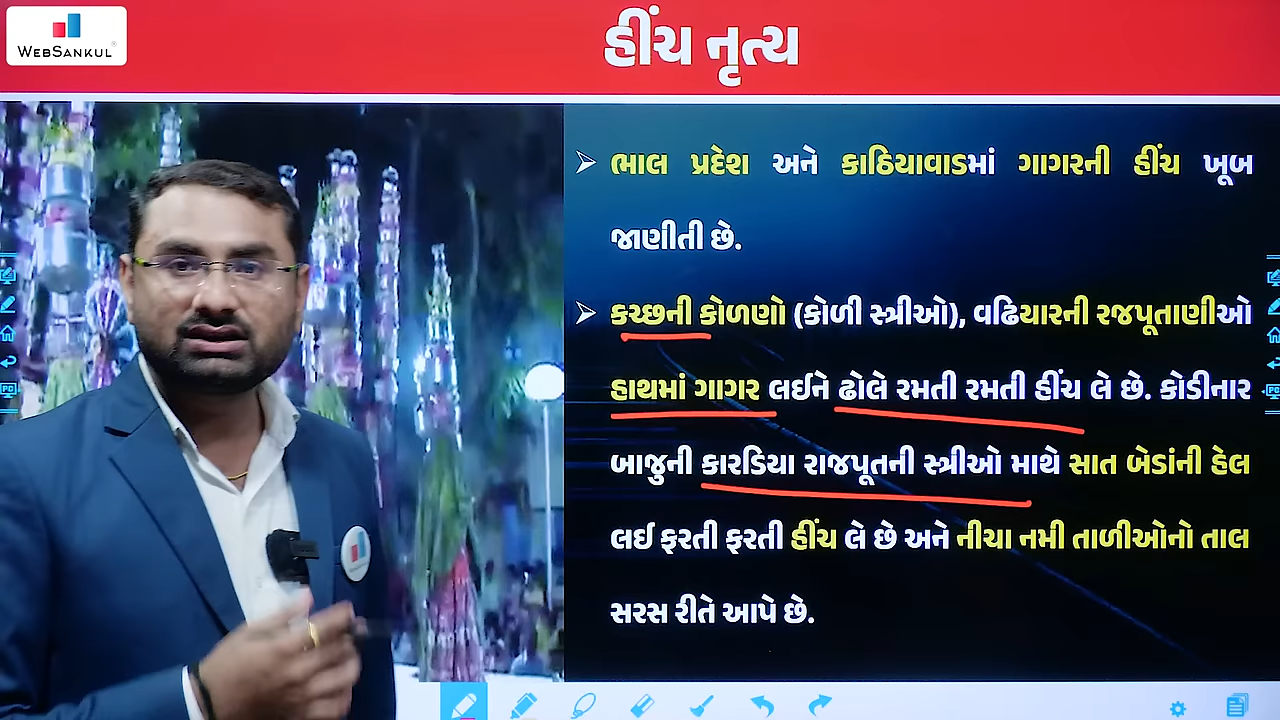 WEBSANKUL
હીંચ નૃત્ય
➢ ભાલ પ્રદેશ અને કાઠિયાવાડમાં ગાગરની હીંચ ખૂબ
જાણીતી છે.
➢ કચ્છની કોળણો (કોળી સ્ત્રીઓ), વઢિયારની રજપૂતાણીઓ
હાથમાં ગાગર લઈને ઢોલે રમતી રમતી હીંચ લે છે. કોડીનાર
બાજુની કારડિયા રાજપૂતની સ્ત્રીઓ માથે સાત બેડાંની હેલ
લઈ ફરતી ફરતી હીંચ લે છે અને નીચા નમી તાળીઓનો તાલ
સરસ રીતે આપે છે.